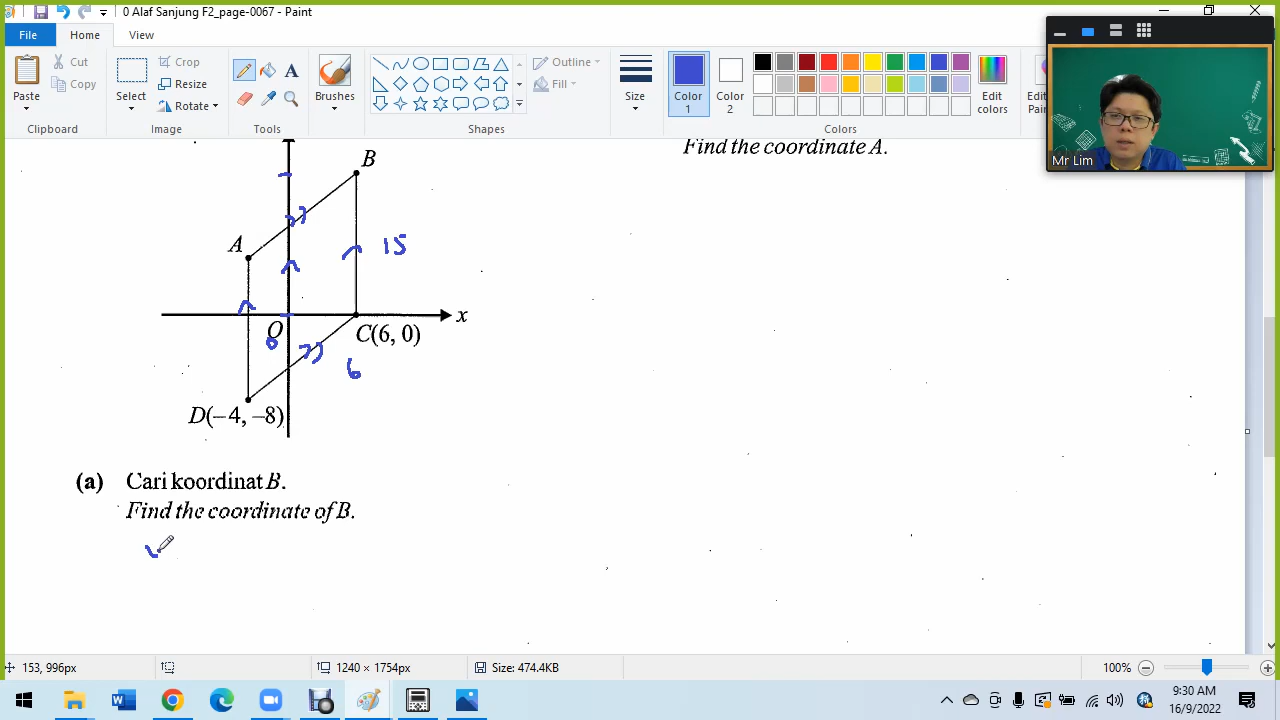 0 Alaf Sanjung F2_page-0067 - Paint
File Home View
Paste Cut Copy
Clipboard
Select Crop Resize Rotate
Image
Tools
A
Brushes
Outline
Fill
Shapes
Size
Color 1
Color 2
Edit colors
Colors
Edit
Pain
Mr Lim
Find the coordinate A.
B
A
15
x
O
C(6, 0)
8
6
D(−4, −8)
(a) Cari koordinat B.
Find the coordinate of B.
153, 996px
1240 × 1754px
Size: 474.4KB
100%
9:30 AM
16/9/2022